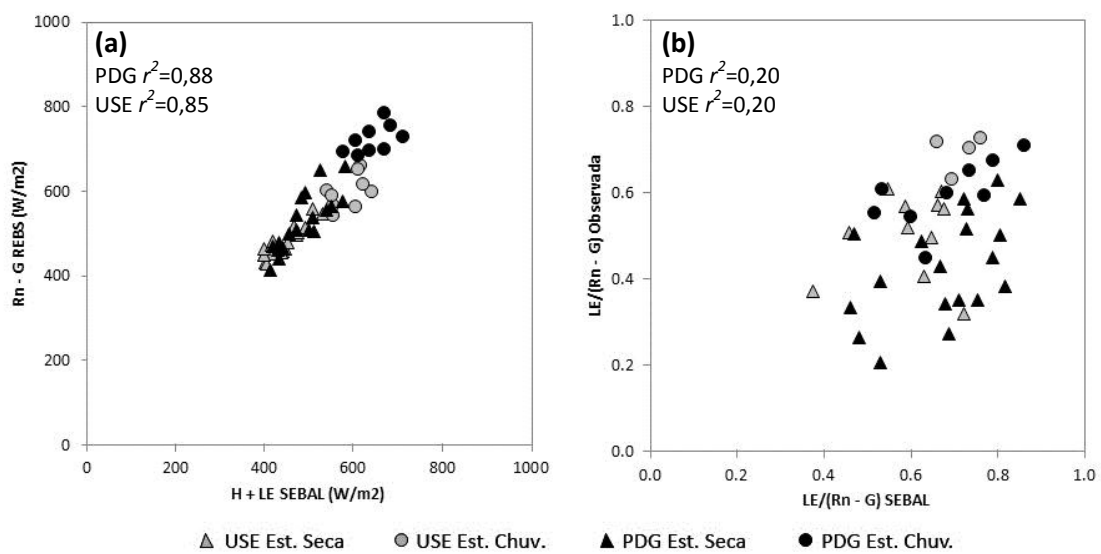 (a)
PDG r²=0,88
USE r²=0,85
1000
800
600
400
200
0
Rn - G REBS (W/m2)
0 200 400 600 800 1000
H + LE SEBAL (W/m2)
(b)
PDG r²=0,20
USE r²=0,20
1.0
0.8
0.6
0.4
0.2
0.0
LE/(Rn - G) Observada
0.0 0.2 0.4 0.6 0.8 1.0
LE/(Rn - G) SEBAL
USE Est. Seca USE Est. Chuv. PDG Est. Seca PDG Est. Chuv.